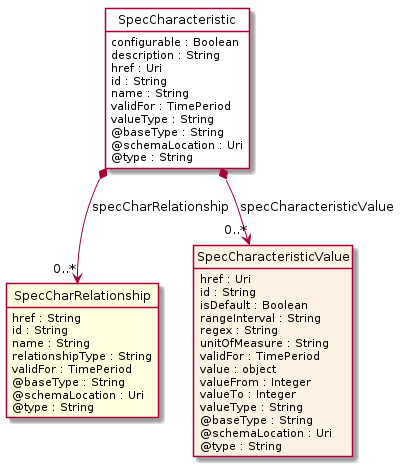 SpecCharacteristic
configurable : Boolean
description : String
href : Uri
id : String
name : String
validFor : TimePeriod
valueType : String
@baseType : String
@schemaLocation : Uri
@type : String
specCharRelationship
specCharacteristicValue
0..*
0..*
SpecCharRelationship
href : String
id : String
name : String
relationshipType : String
validFor : TimePeriod
@baseType : String
@schemaLocation : Uri
@type : String
SpecCharacteristicValue
href : Uri
id : String
isDefault : Boolean
rangeInterval : String
regex : String
unitOfMeasure : String
validFor : TimePeriod
value : object
valueFrom : Integer
valueTo : Integer
valueType : String
@baseType : String
@schemaLocation : Uri
@type : String